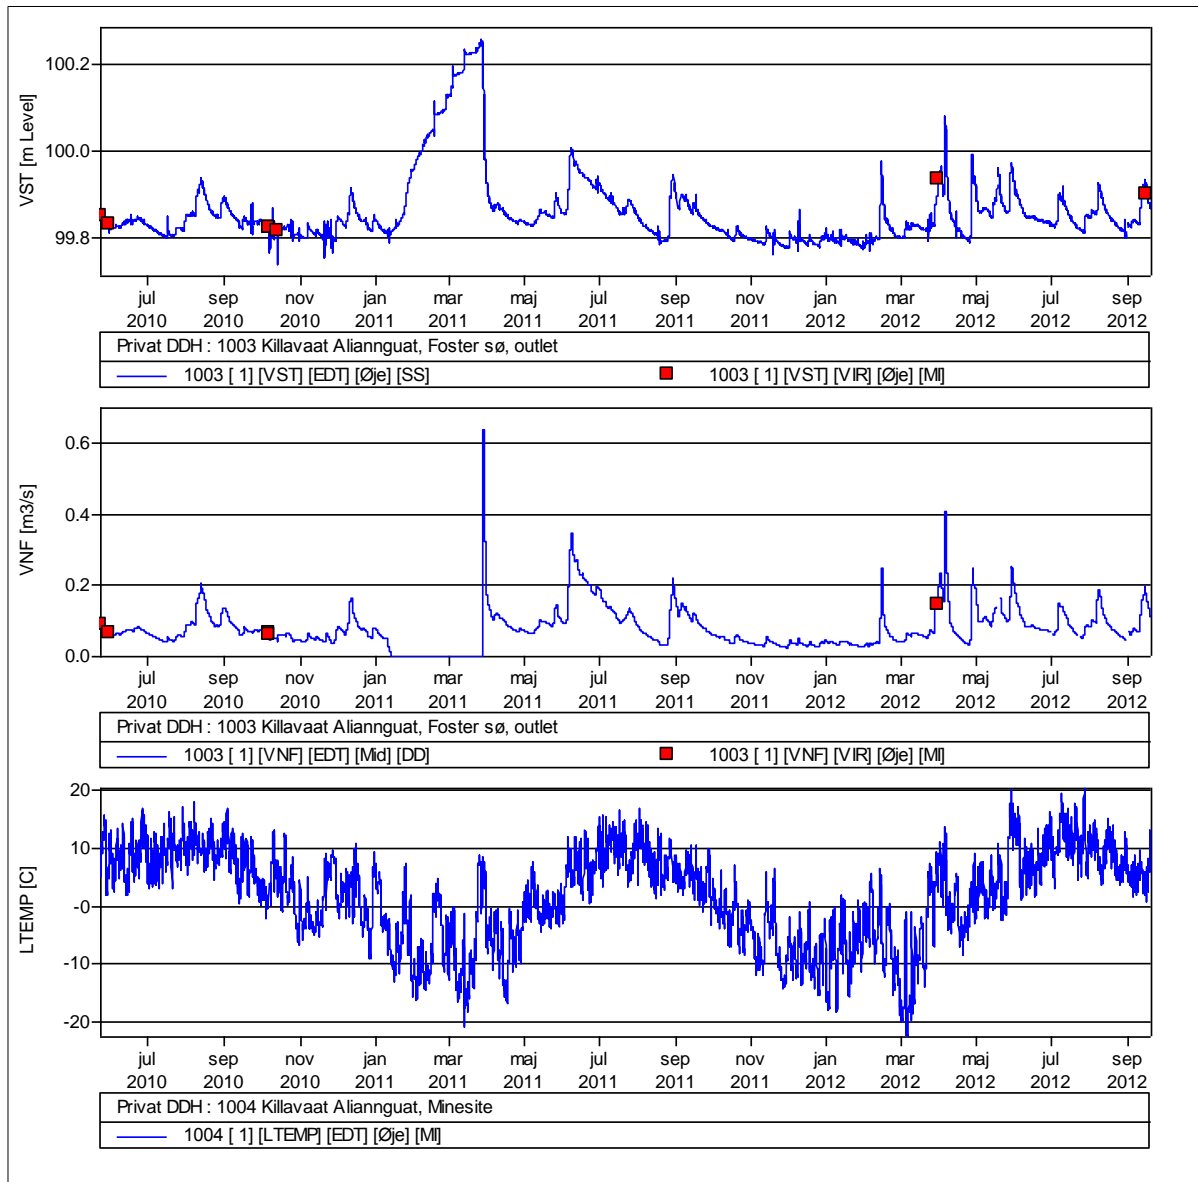 100.2
100.0
99.8
VST [m Level]
jul sep nov jan mar maj jul sep nov jan mar maj jul sep
2010 2010 2010 2011 2011 2011 2011 2011 2011 2012 2012 2012 2012 2012
Privat DDH : 1003 Killavaat Aliannguat, Foster sø, outlet
1003 [ 1] [VST] [EDT] [Øje] [SS] 1003 [ 1] [VST] [VIR] [Øje] [MI]
0.6
0.4
0.2
0.0
VNF [m3/s]
jul sep nov jan mar maj jul sep nov jan mar maj jul sep
2010 2010 2010 2011 2011 2011 2011 2011 2011 2012 2012 2012 2012 2012
Privat DDH : 1003 Killavaat Aliannguat, Foster sø, outlet
1003 [ 1] [VNF] [EDT] [Mid] [DD] 1003 [ 1] [VNF] [VIR] [Øje] [MI]
20
10
-0
-10
-20
LTEMP [C]
jul sep nov jan mar maj jul sep nov jan mar maj jul sep
2010 2010 2010 2011 2011 2011 2011 2011 2011 2012 2012 2012 2012 2012
Privat DDH : 1004 Killavaat Aliannguat, Minesite
1004 [ 1] [LTEMP] [EDT] [Øje] [MI]